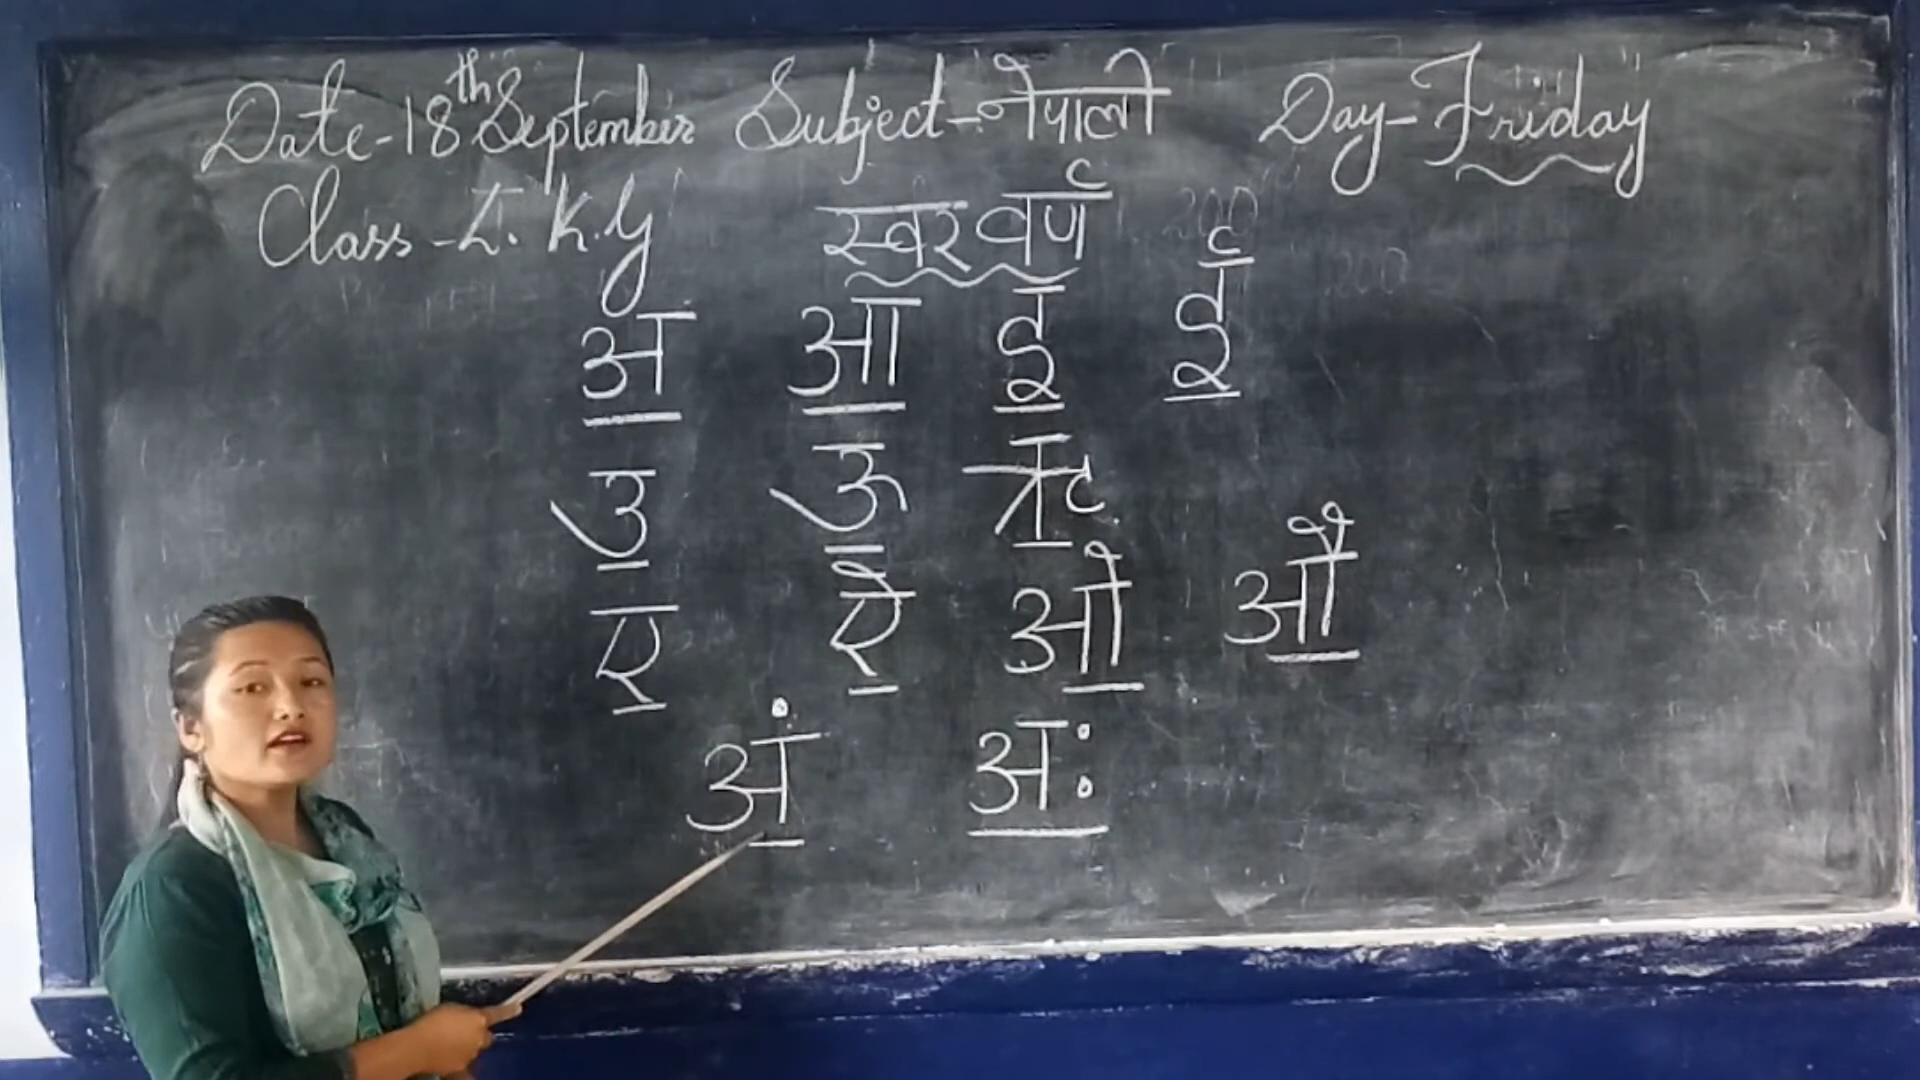 Date-18th September Subject-नेपाली Day-Friday
Class-L.K.G
स्वरवर्ण
अ आ इ ई
उ ऊ ऋ
ए ऐ ओ औ
अं अः